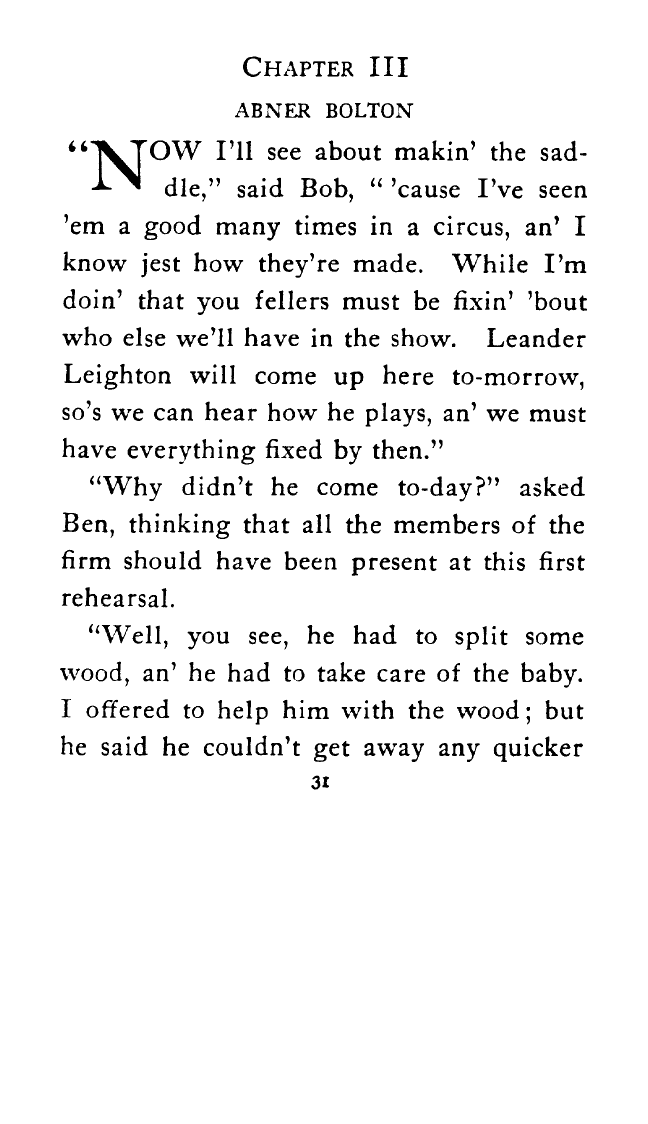 CHAPTER III
ABNER BOLTON
“NOW I’ll see about makin’ the sad-
dle,” said Bob, “ ’cause I’ve seen
’em a good many times in a circus, an’ I
know jest how they’re made. While I’m
doin’ that you fellers must be fixin’ ’bout
who else we’ll have in the show. Leander
Leighton will come up here to-morrow,
so’s we can hear how he plays, an’ we must
have everything fixed by then.”
“Why didn’t he come to-day?” asked
Ben, thinking that all the members of the
firm should have been present at this first
rehearsal.
“Well, you see, he had to split some
wood, an’ he had to take care of the baby.
I offered to help him with the wood; but
he said he couldn’t get away any quicker
31